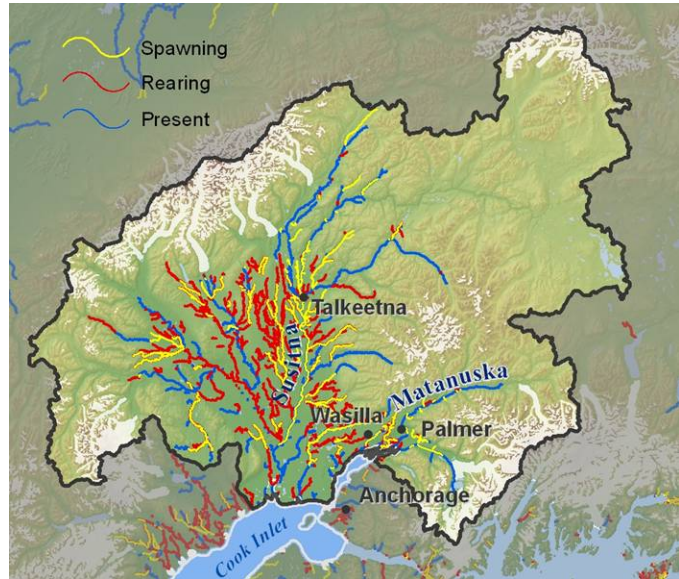 Spawning
Rearing
Present
Talkeetna
Susitna
Matanuska
Wasilla
Palmer
Anchorage
Cook Inlet